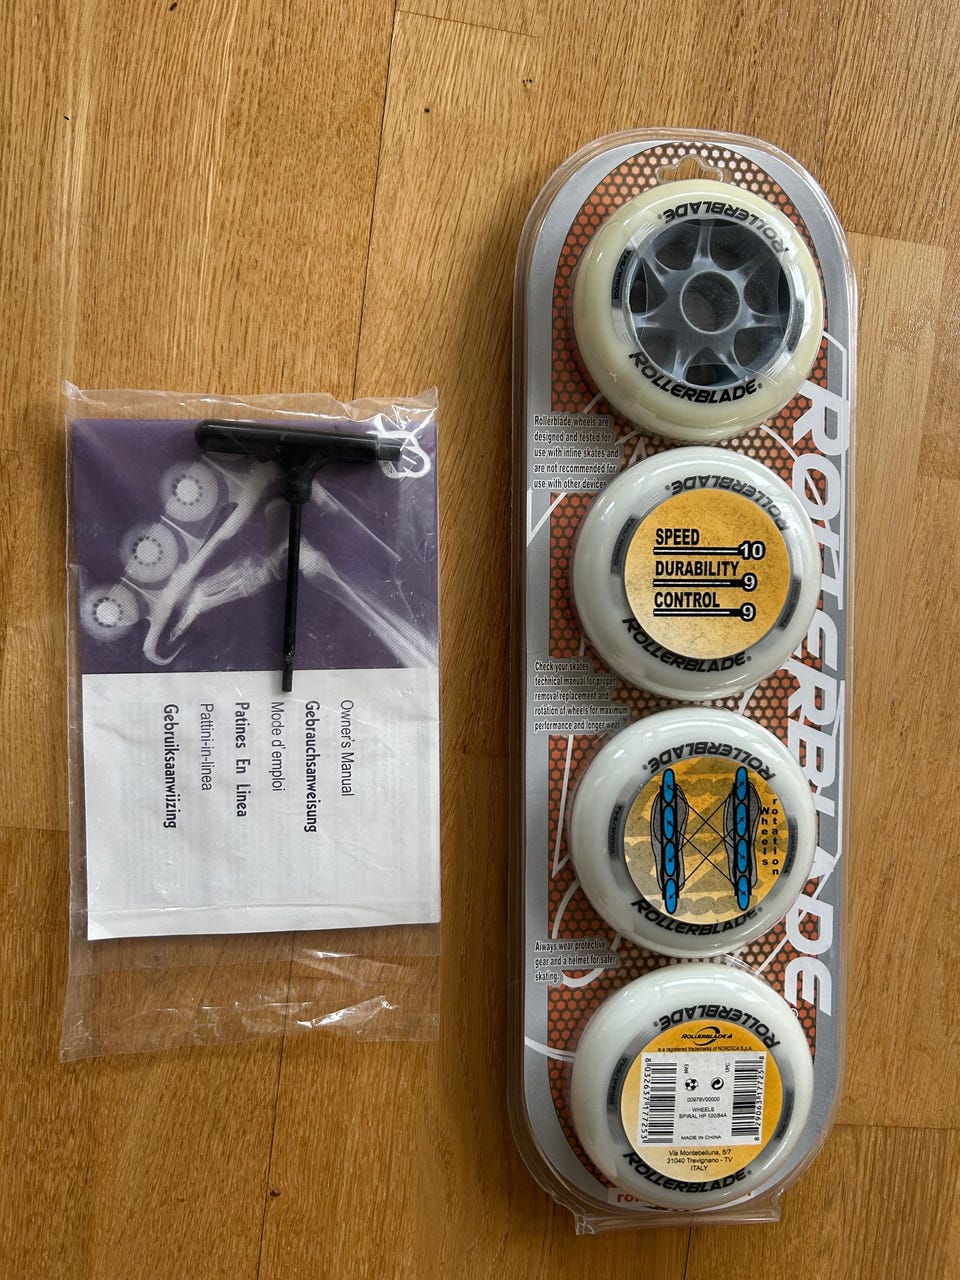 Owner's Manual
Gebrauchsanweisung
Mode d'emploi
Patines En Linea
Pattini-in-linea
Gebruiksaanwijzing
ROLLERBLADE
ROLLERBLADE®
ROLLERBLADE®
Rollerblade wheels are
designed and tested for
use with inline skates and
are not recommended for
use with other devices
ROLLERBLADE®
SPEED 10
DURABILITY 9
CONTROL 9
ROLLERBLADE®
Check your skates
technical manual for proper
removal replacement and
rotation of wheels for maximum
performance and longer wear
ROLLERBLADE®
Wheels
rotation
ROLLERBLADE®
Always wear protective
gear and a helmet for safer
skating.
ROLLERBLADE®
ROLLERBLADE®
is a registered trademarks of NORDICA S.p.A.
EAN
8032637177253
UPC
00979V00000
WHEELS
SPIRAL HP 100/84A
MADE IN CHINA
Via Montebelluna, 5/7
31040 Trevignano - TV
ITALY
ROLLERBLADE®